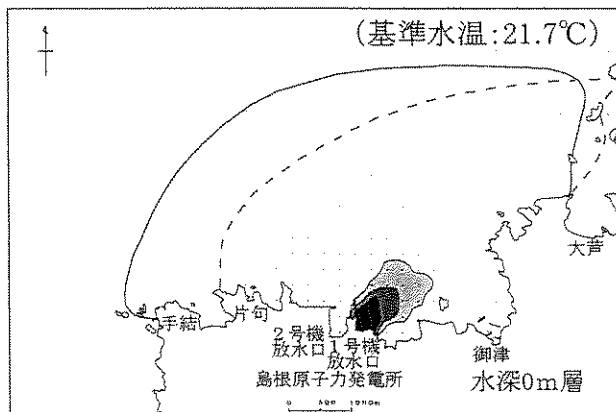 (基準水温:21.7℃)
大芦
手結
片句
2号機
放水口
1号機
放水口
御津
島根原子力発電所
水深0m層